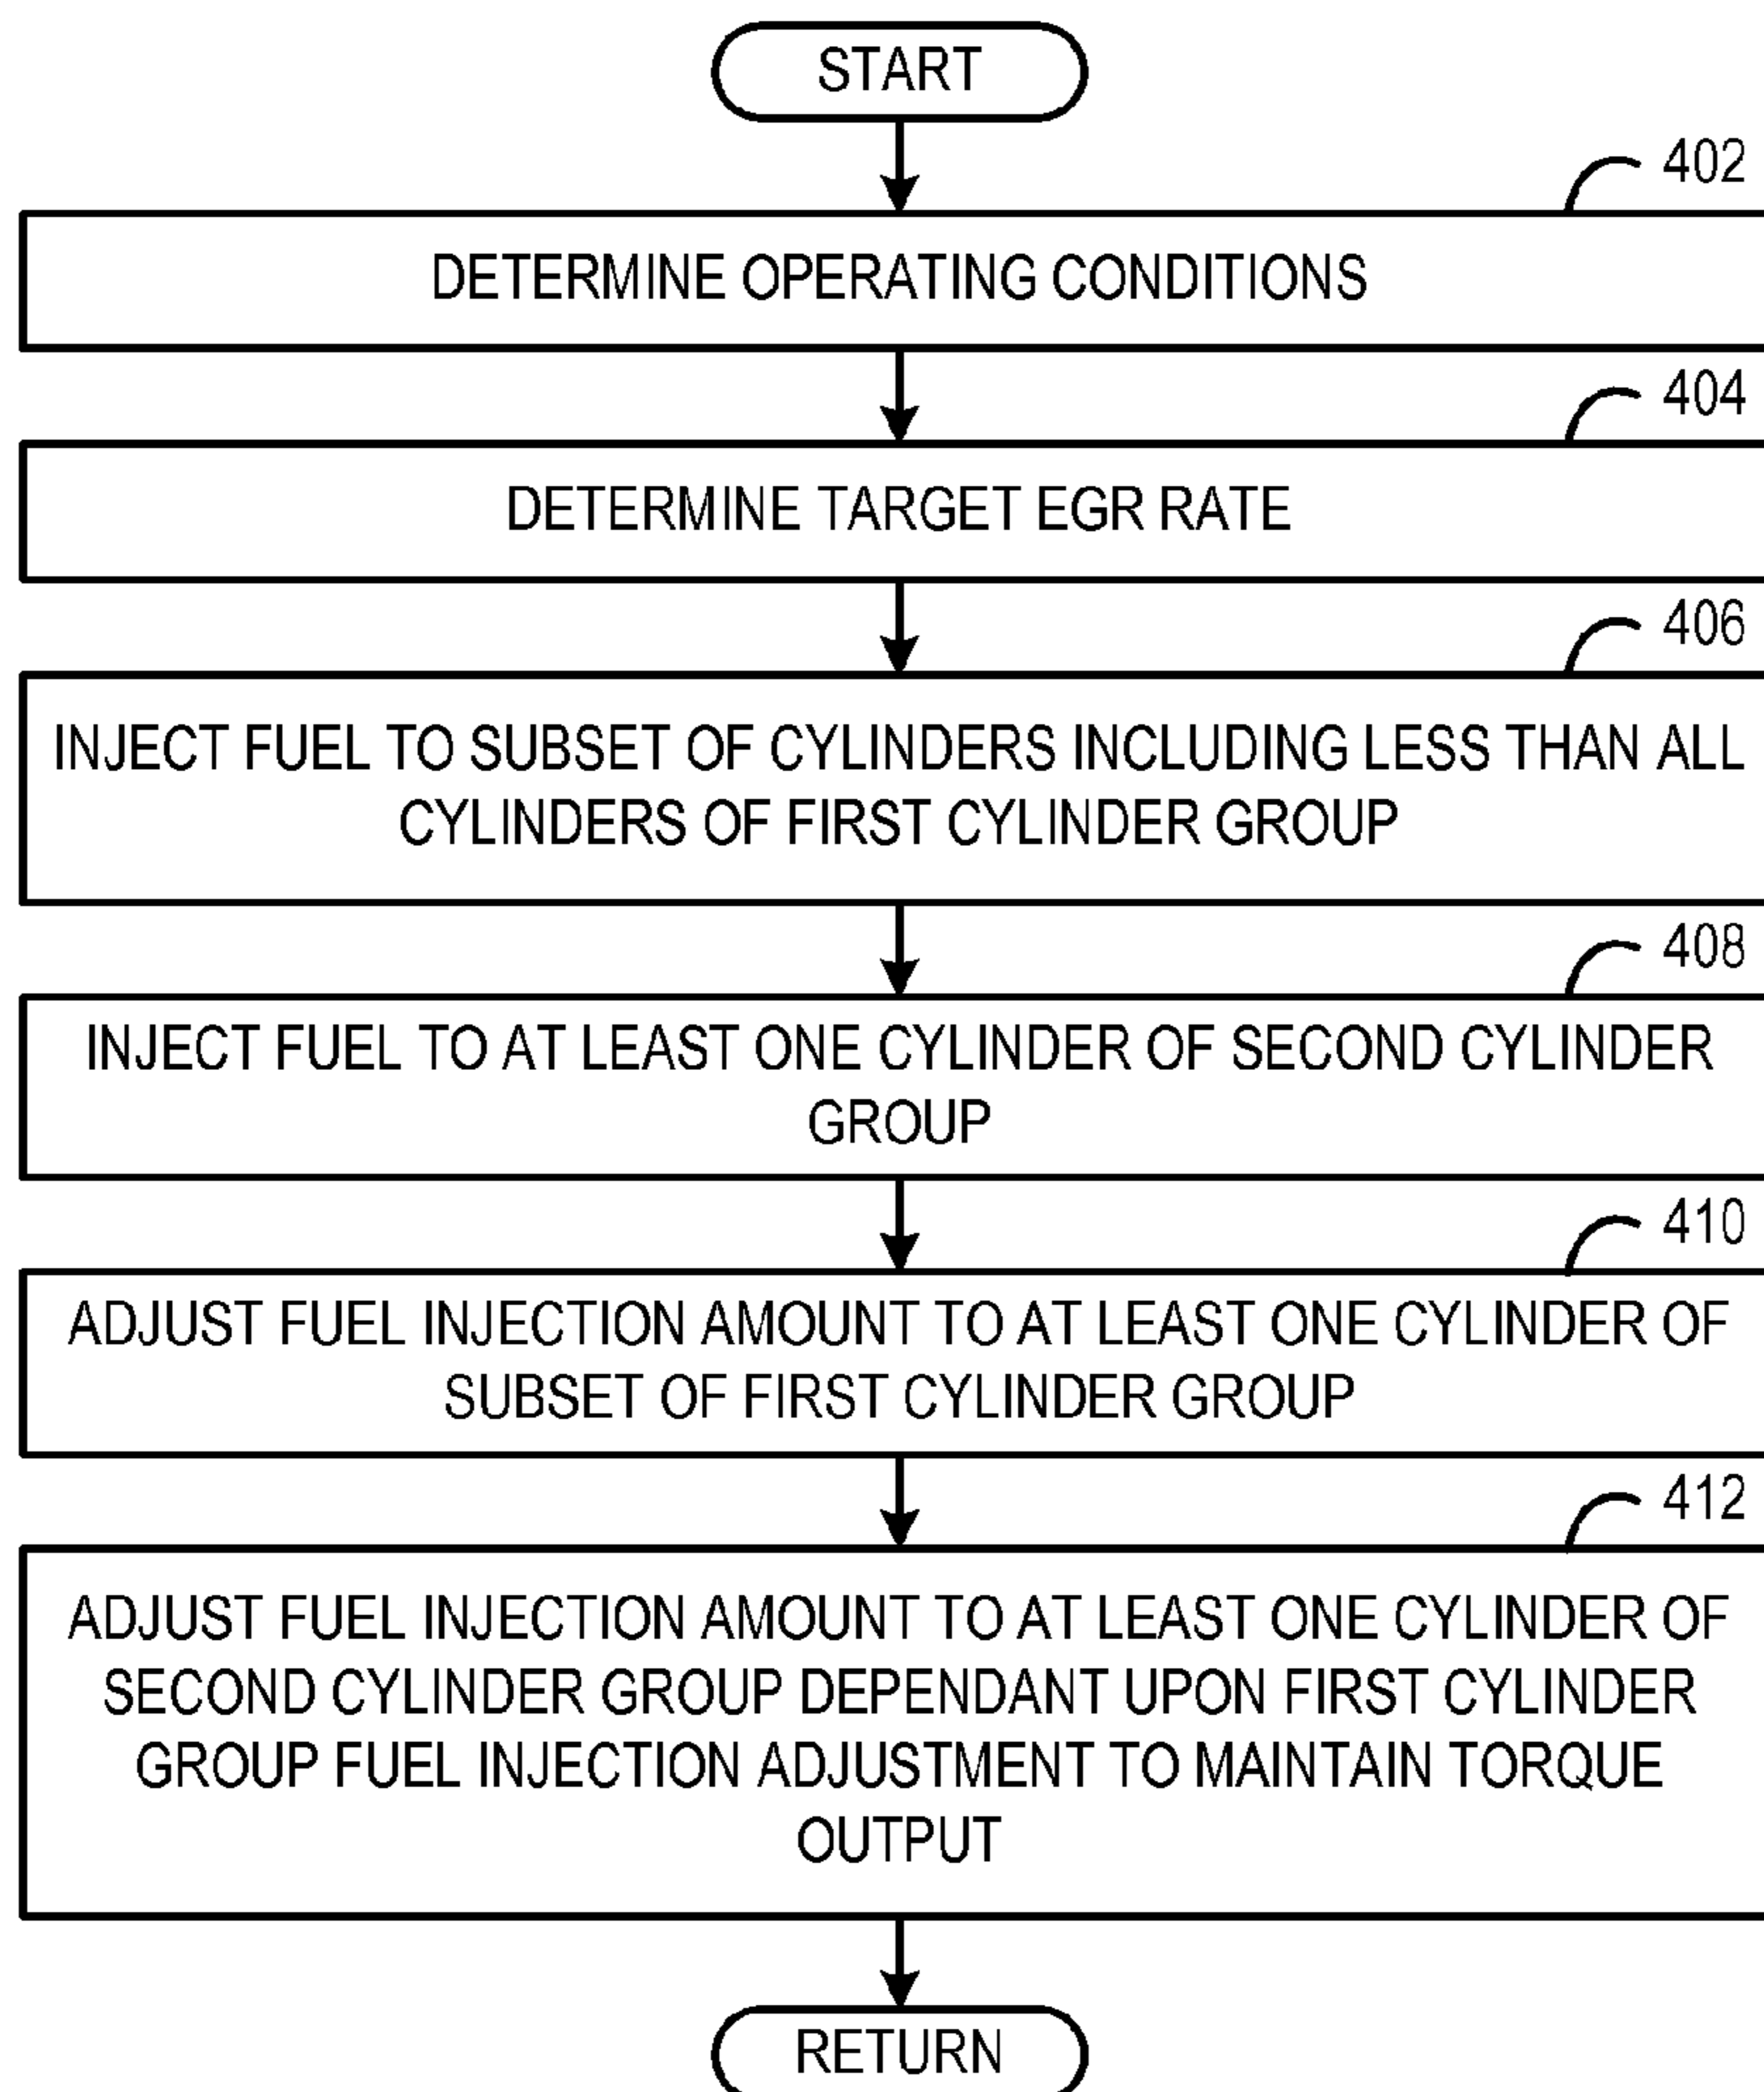 START
402
DETERMINE OPERATING CONDITIONS
404
DETERMINE TARGET EGR RATE
406
INJECT FUEL TO SUBSET OF CYLINDERS INCLUDING LESS THAN ALL
CYLINDERS OF FIRST CYLINDER GROUP
408
INJECT FUEL TO AT LEAST ONE CYLINDER OF SECOND CYLINDER
GROUP
410
ADJUST FUEL INJECTION AMOUNT TO AT LEAST ONE CYLINDER OF
SUBSET OF FIRST CYLINDER GROUP
412
ADJUST FUEL INJECTION AMOUNT TO AT LEAST ONE CYLINDER OF
SECOND CYLINDER GROUP DEPENDANT UPON FIRST CYLINDER
GROUP FUEL INJECTION ADJUSTMENT TO MAINTAIN TORQUE
OUTPUT
RETURN